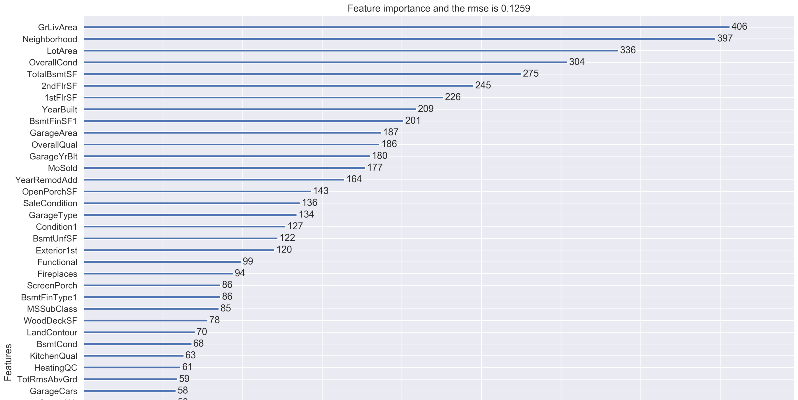 Feature importance and the rmse is 0.1259
GrLivArea 406
Neighborhood 397
LotArea 336
OverallCond 304
TotalBsmtSF 275
2ndFlrSF 245
1stFlrSF 226
YearBuilt 209
BsmtFinSF1 201
GarageArea 187
OverallQual 186
GarageYrBlt 180
MoSold 177
YearRemodAdd 164
OpenPorchSF 143
SaleCondition 136
GarageType 134
Condition1 127
BsmtUnfSF 122
Exterior1st 120
Functional 99
Fireplaces 94
ScreenPorch 86
BsmtFinType1 86
MSSubClass 85
WoodDeckSF 78
LandContour 70
BsmtCond 68
KitchenQual 63
HeatingQC 61
TotRmsAbvGrd 59
GarageCars 58
Features